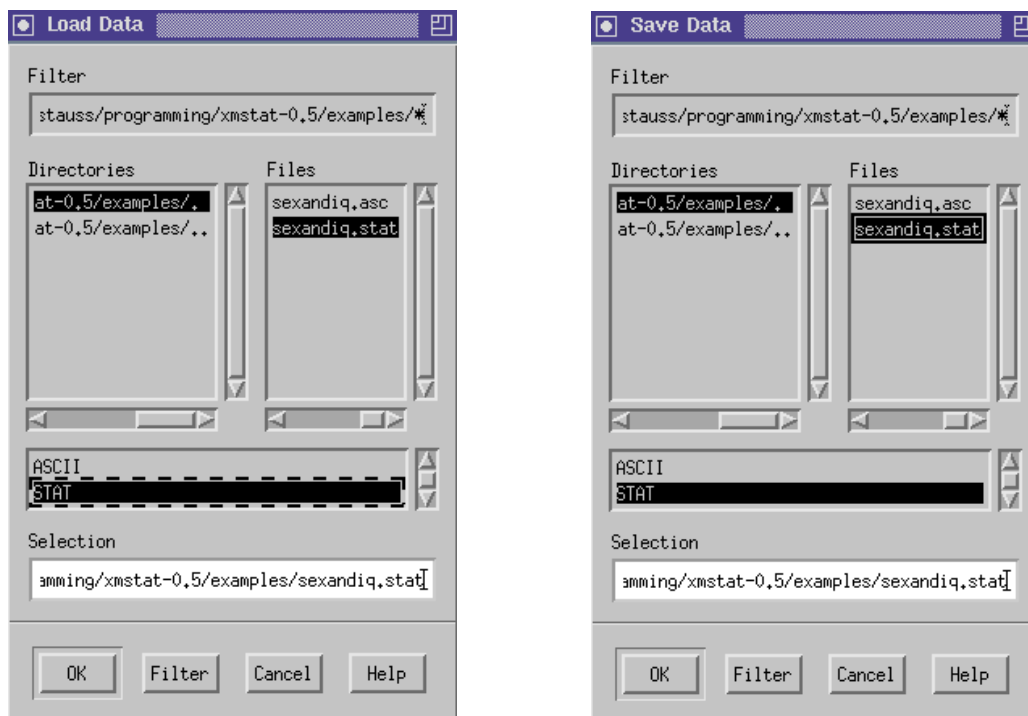 Load Data
Filter
stauss/programming/xmstat-0.5/examples/*
Directories Files
at-0.5/examples/. sexandiq.asc
at-0.5/examples/.. sexandiq.stat
ASCII
STAT
Selection
amming/xmstat-0.5/examples/sexandiq.stat
OK Filter Cancel Help
Save Data
Filter
stauss/programming/xmstat-0.5/examples/*
Directories Files
at-0.5/examples/. sexandiq.asc
at-0.5/examples/.. sexandiq.stat
ASCII
STAT
Selection
amming/xmstat-0.5/examples/sexandiq.stat
OK Filter Cancel Help